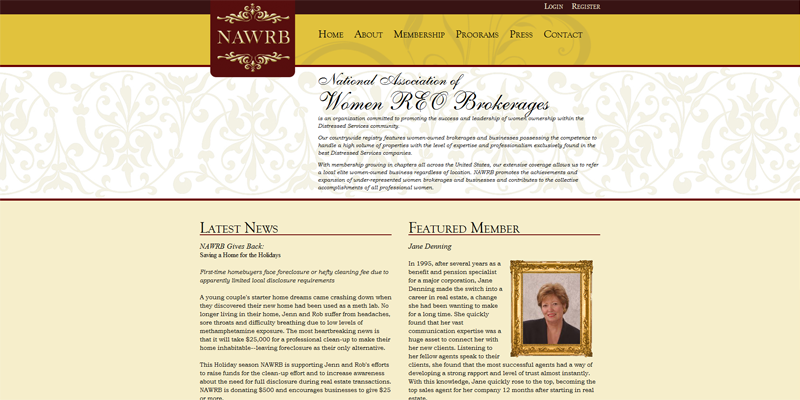 Login Register
NAWRB
Home About Membership Programs Press Contact
National Association of
Women REO Brokerages
is an organization committed to promoting the success and leadership of women ownership within the
Distressed Services community.
Our countrywide registry features women-owned brokerages and businesses possessing the competence to
handle a high volume of properties with the level of expertise and professionalism exclusively found in the
best Distressed Services companies.
With membership growing in chapters all across the United States, our extensive coverage allows us to refer
a local elite women-owned business regardless of location. NAWRB promotes the achievements and
expansion of under-represented women brokerages and businesses and contributes to the collective
accomplishments of all professional women.
Latest News
NAWRB Gives Back:
Saving a Home for the Holidays
First-time homebuyers face foreclosure or hefty cleaning fee due to
apparently limited local disclosure requirements
A young couple's starter home dreams came crashing down when
they discovered their new home had been used as a meth lab. No
longer living in their home, Jenn and Rob suffer from headaches,
sore throats and difficulty breathing due to low levels of
methamphetamine exposure. The most heartbreaking news is
that it will take $25,000 for a professional clean-up to make their
home inhabitable--leaving foreclosure as their only alternative.
This Holiday season NAWRB is supporting Jenn and Rob's efforts
to raise funds for the clean-up effort and to increase awareness
about the need for full disclosure during real estate transactions.
NAWRB is donating $500 and encourages businesses to give $25
or more.
Featured Member
Jane Denning
In 1995, after several years as a
benefit and pension specialist
for a major corporation, Jane
Denning made the switch into a
career in real estate, a change
she had been wanting to make
for a long time. She quickly
found that her vast
communication expertise was a
huge asset to connect her with
her new clients. Listening to
her fellow agents speak to their
clients, she found that the most successful agents had a way of
developing a strong rapport and level of trust almost instantly.
With this knowledge, Jane quickly rose to the top, becoming the
top sales agent for her company 12 months after starting in real
estate.